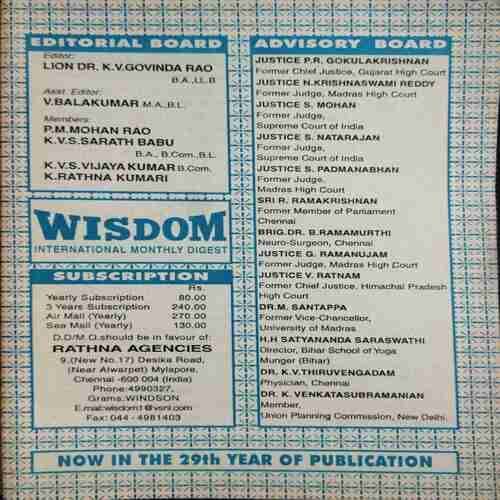 EDITORIAL BOARD
Editor:
LION DR. K.V.GOVINDA RAO
B.A.,LL.B
Asst. Editor:
V.BALAKUMAR M.A.,B.L.
Members:
P.M.MOHAN RAO
K.V.S.SARATH BABU
B.A., B.Com.,B.L.
K.V.S.VIJAYA KUMAR B.Com,
K.RATHNA KUMARI
WISDOM
INTERNATIONAL MONTHLY DIGEST
SUBSCRIPTION
Rs.
Yearly Subscription 80.00
3 Years Subscription 240.00
Air Mail (Yearly) 270.00
Sea Mail (Yearly) 130.00
D.D/M.O.should be in favour of:
RATHNA AGENCIES
9,(New No.17) Desika Road,
(Near Alwarpet) Mylapore,
Chennai -600 004 (India)
Phone:4990327,
Grams:WINDSON
E.mail:wisdom1@vsnl.com
Fax:044 - 4981403
ADVISORY BOARD
JUSTICE P.R. GOKULAKRISHNAN
Former Chief Justice, Gujarat High Court
JUSTICE N.KRISHNASWAMI REDDY
Former Judge, Madras High Court
JUSTICE S. MOHAN
Former Judge,
Supreme Court of India
JUSTICE S. NATARAJAN
Former Judge,
Supreme Court of India
JUSTICE S. PADMANABHAN
Former Judge,
Madras High Court
SRI R. RAMAKRISHNAN
Former Member of Parlament
Chennai
BRIG.DR. B.RAMAMURTHI
Neuro-Surgeon, Chennai
JUSTICE G. RAMANUJAM
Former Judge, Madras High Court
JUSTICE V. RATNAM
Former Chief Justice, Himachal Pradesh
High Court
DR.M. SANTAPPA
Former Vice-Chancellor,
University of Madras
H.H SATYANANDA SARASWATHI
Director, Bihar School of Yoga
Munger (Bihar)
DR. K.V.THIRUVENGADAM
Physician, Chennai
DR. K.VENKATASUBRAMANIAN
Member,
Union Planning Commission, New Delhi.
NOW IN THE 29th YEAR OF PUBLICATION